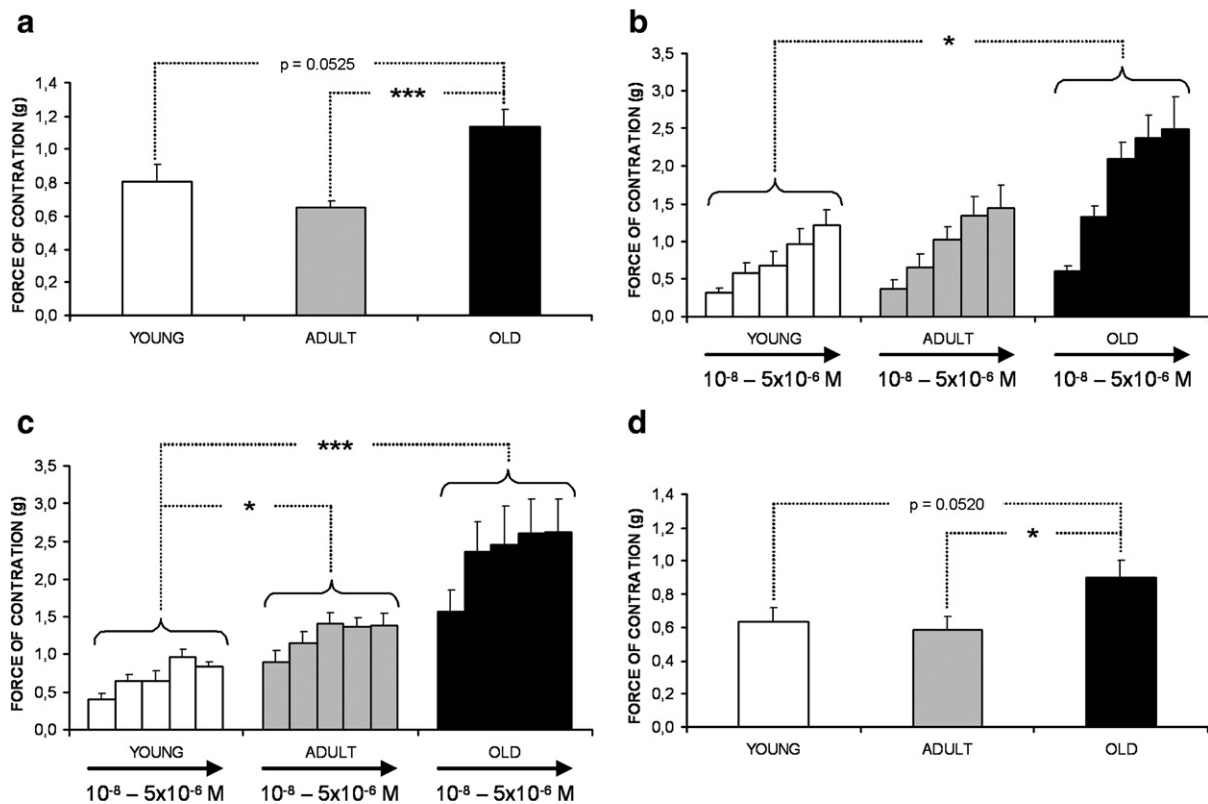 a
p = 0.0525
***
1,4
1,2
1,0
0,8
0,6
0,4
0,2
0,0
FORCE OF CONTRATION (g)
YOUNG ADULT OLD
b
*
3,5
3,0
2,5
2,0
1,5
1,0
0,5
0,0
FORCE OF CONTRATION (g)
YOUNG ADULT OLD
10⁻⁸ – 5x10⁻⁶ M 10⁻⁸ – 5x10⁻⁶ M 10⁻⁸ – 5x10⁻⁶ M
c
***
*
3,5
3,0
2,5
2,0
1,5
1,0
0,5
0,0
FORCE OF CONTRATION (g)
YOUNG ADULT OLD
10⁻⁸ – 5x10⁻⁶ M 10⁻⁸ – 5x10⁻⁶ M 10⁻⁸ – 5x10⁻⁶ M
d
p = 0.0520
*
1,4
1,2
1,0
0,8
0,6
0,4
0,2
0,0
FORCE OF CONTRATION (g)
YOUNG ADULT OLD